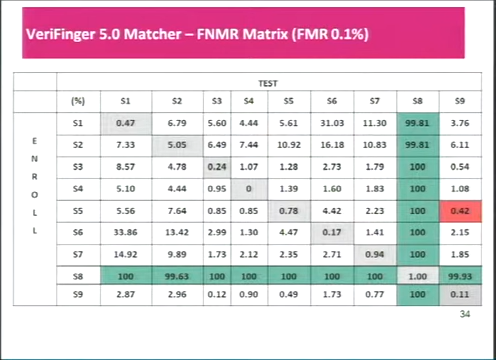 VeriFinger 5.0 Matcher – FNMR Matrix (FMR 0.1%)
TEST
(%) S1 S2 S3 S4 S5 S6 S7 S8 S9
S1 0.47 6.79 5.60 4.44 5.61 31.03 11.30 99.81 3.76
S2 7.33 5.05 6.49 7.44 10.92 16.18 10.83 99.81 6.11
S3 8.57 4.78 0.24 1.07 1.28 2.73 1.79 100 0.54
S4 5.10 4.44 0.95 0 1.39 1.60 1.83 100 1.08
S5 5.56 7.64 0.85 0.85 0.78 4.42 2.23 100 0.42
S6 33.86 13.42 2.99 1.30 4.47 0.17 1.41 100 2.15
S7 14.92 9.89 1.73 2.12 2.35 2.71 0.94 100 1.85
S8 100 99.63 100 100 100 100 100 1.00 99.93
S9 2.87 2.96 0.12 0.90 0.49 1.73 0.77 100 0.11
E
N
R
O
L
L
34